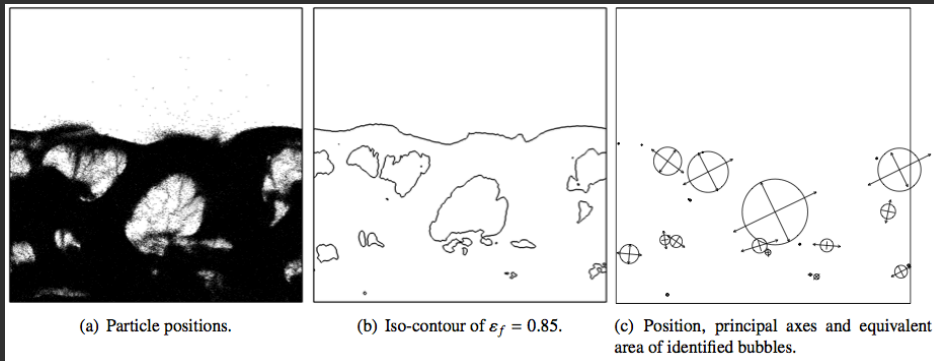 (a) Particle positions.
(b) Iso-contour of ε_f = 0.85.
(c) Position, principal axes and equivalent
area of identified bubbles.